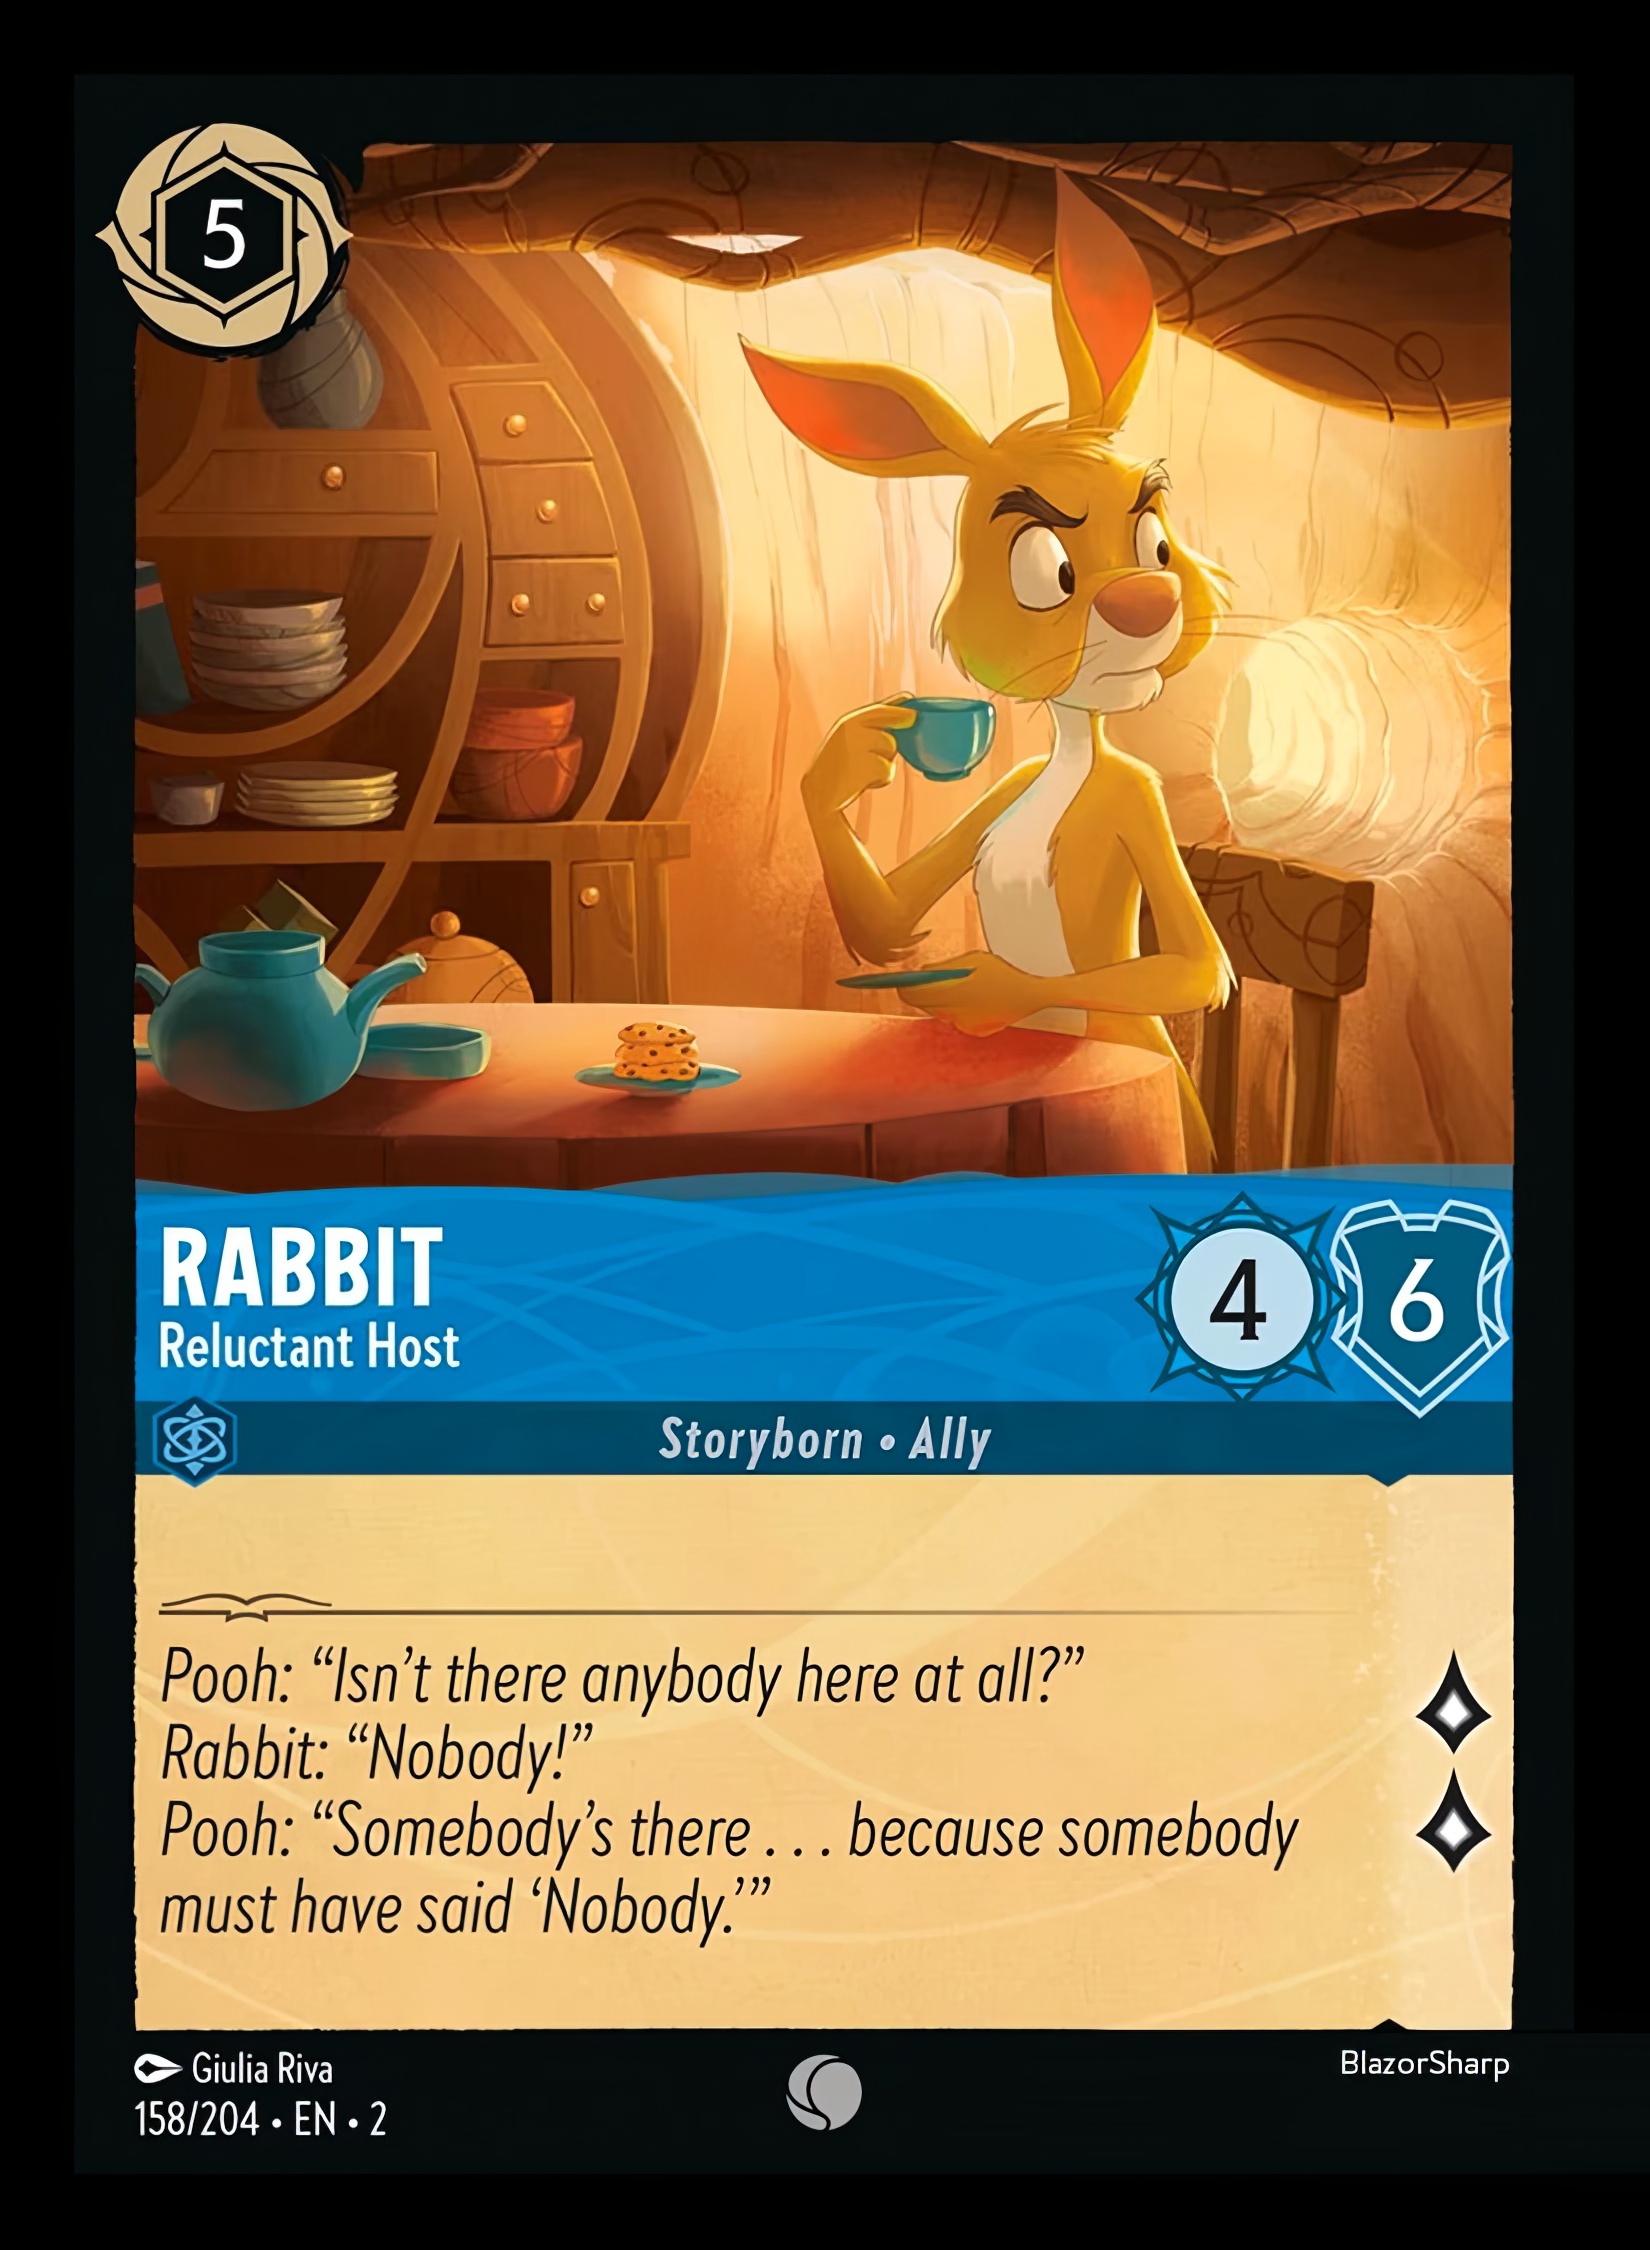 5
RABBIT
Reluctant Host
4
6
Storyborn • Ally
Pooh: “Isn’t there anybody here at all?”
Rabbit: “Nobody!”
Pooh: “Somebody’s there . . . because somebody
must have said ‘Nobody.’”
Giulia Riva
158/204 • EN • 2
BlazorSharp